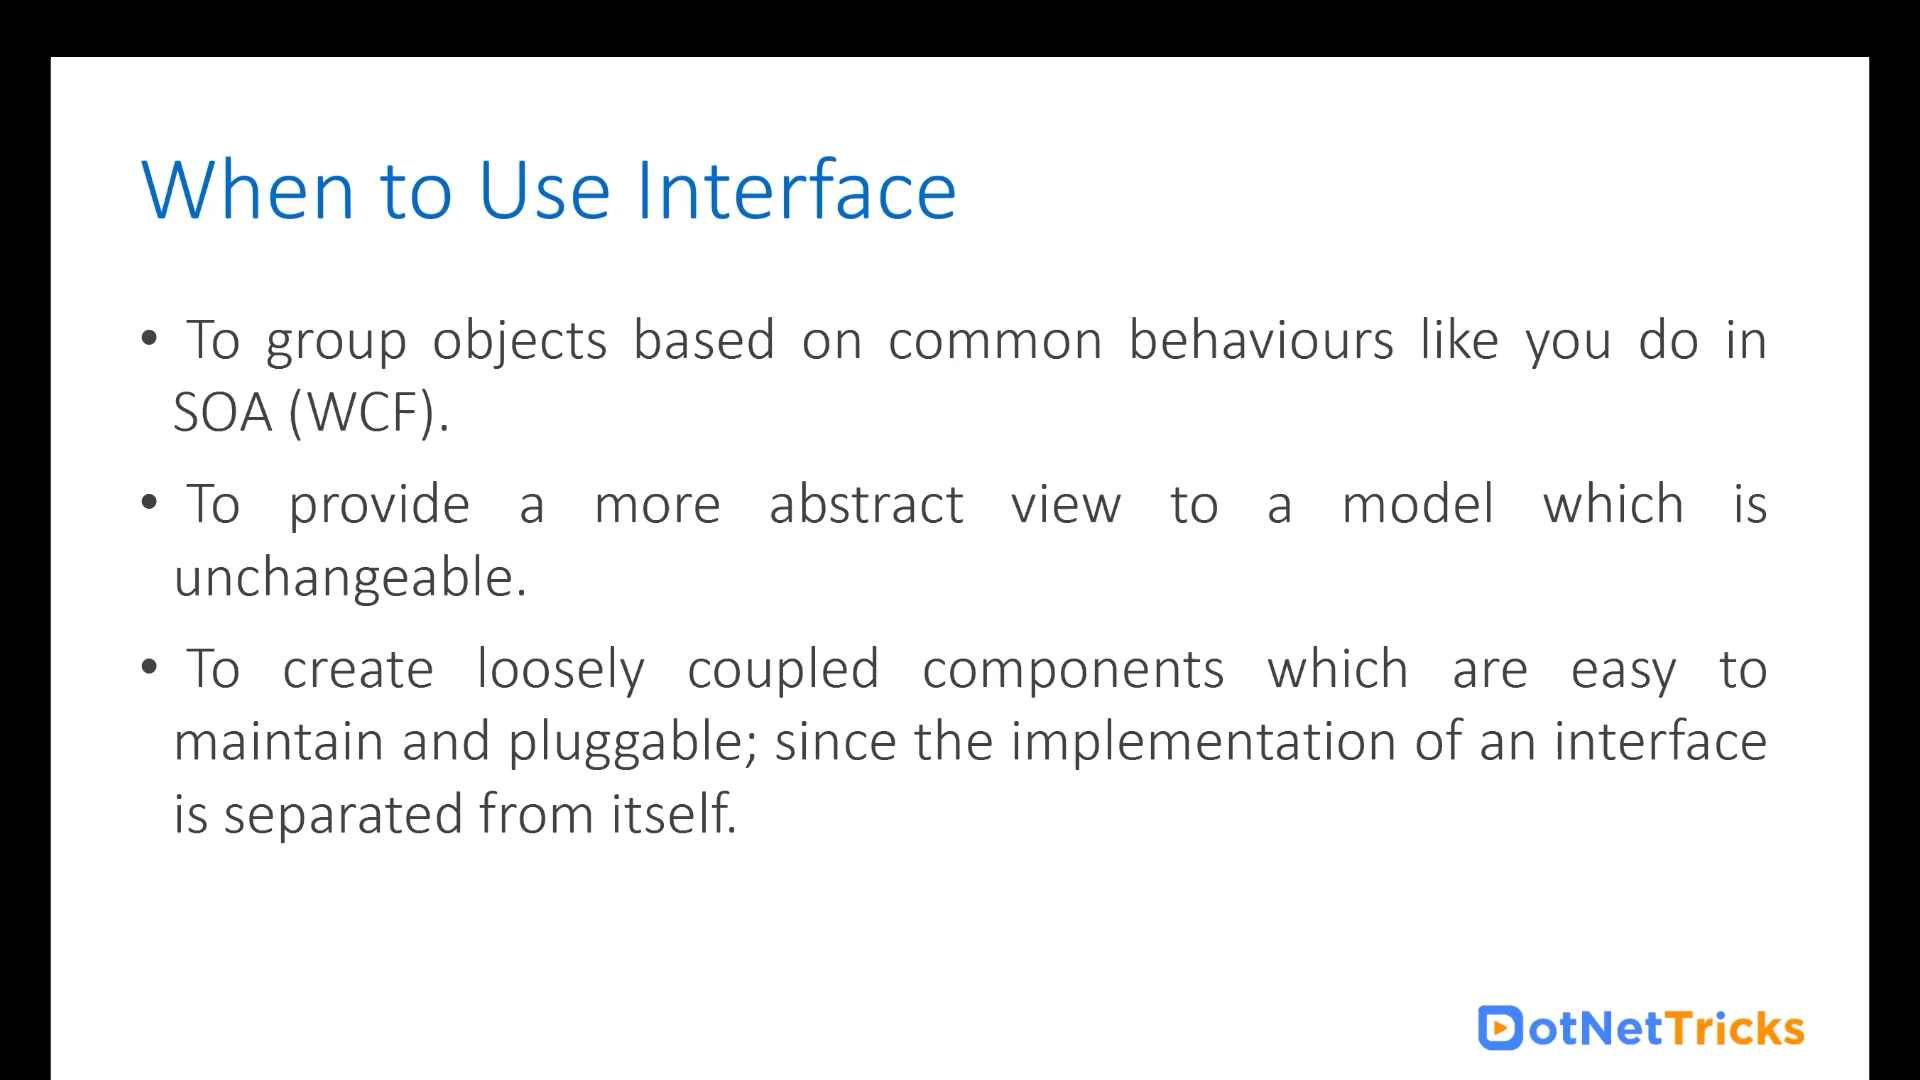 When to Use Interface
• To group objects based on common behaviours like you do in
SOA (WCF).
• To provide a more abstract view to a model which is
unchangeable.
• To create loosely coupled components which are easy to
maintain and pluggable; since the implementation of an interface
is separated from itself.
DotNetTricks